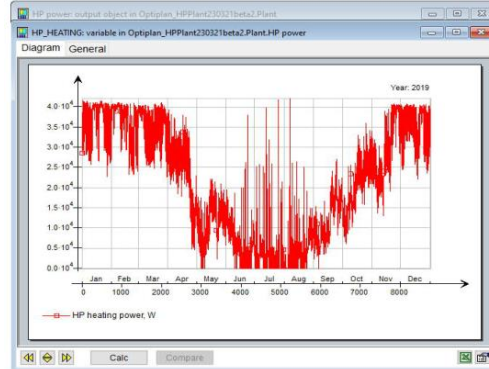 HP power: output object in Optiplan_HPPlant230321beta2.Plant
HP_HEATING: variable in Optiplan_HPPlant230321beta2.Plant.HP power
Diagram General
Year: 2019
4.0·10⁴
3.5·10⁴
3.0·10⁴
2.5·10⁴
2.0·10⁴
1.5·10⁴
1.0·10⁴
0.5·10⁴
0.0·10⁰
Jan Feb Mar Apr May Jun Jul Aug Sep Oct Nov Dec
0 1000 2000 3000 4000 5000 6000 7000 8000
HP heating power, W
Calc Compare